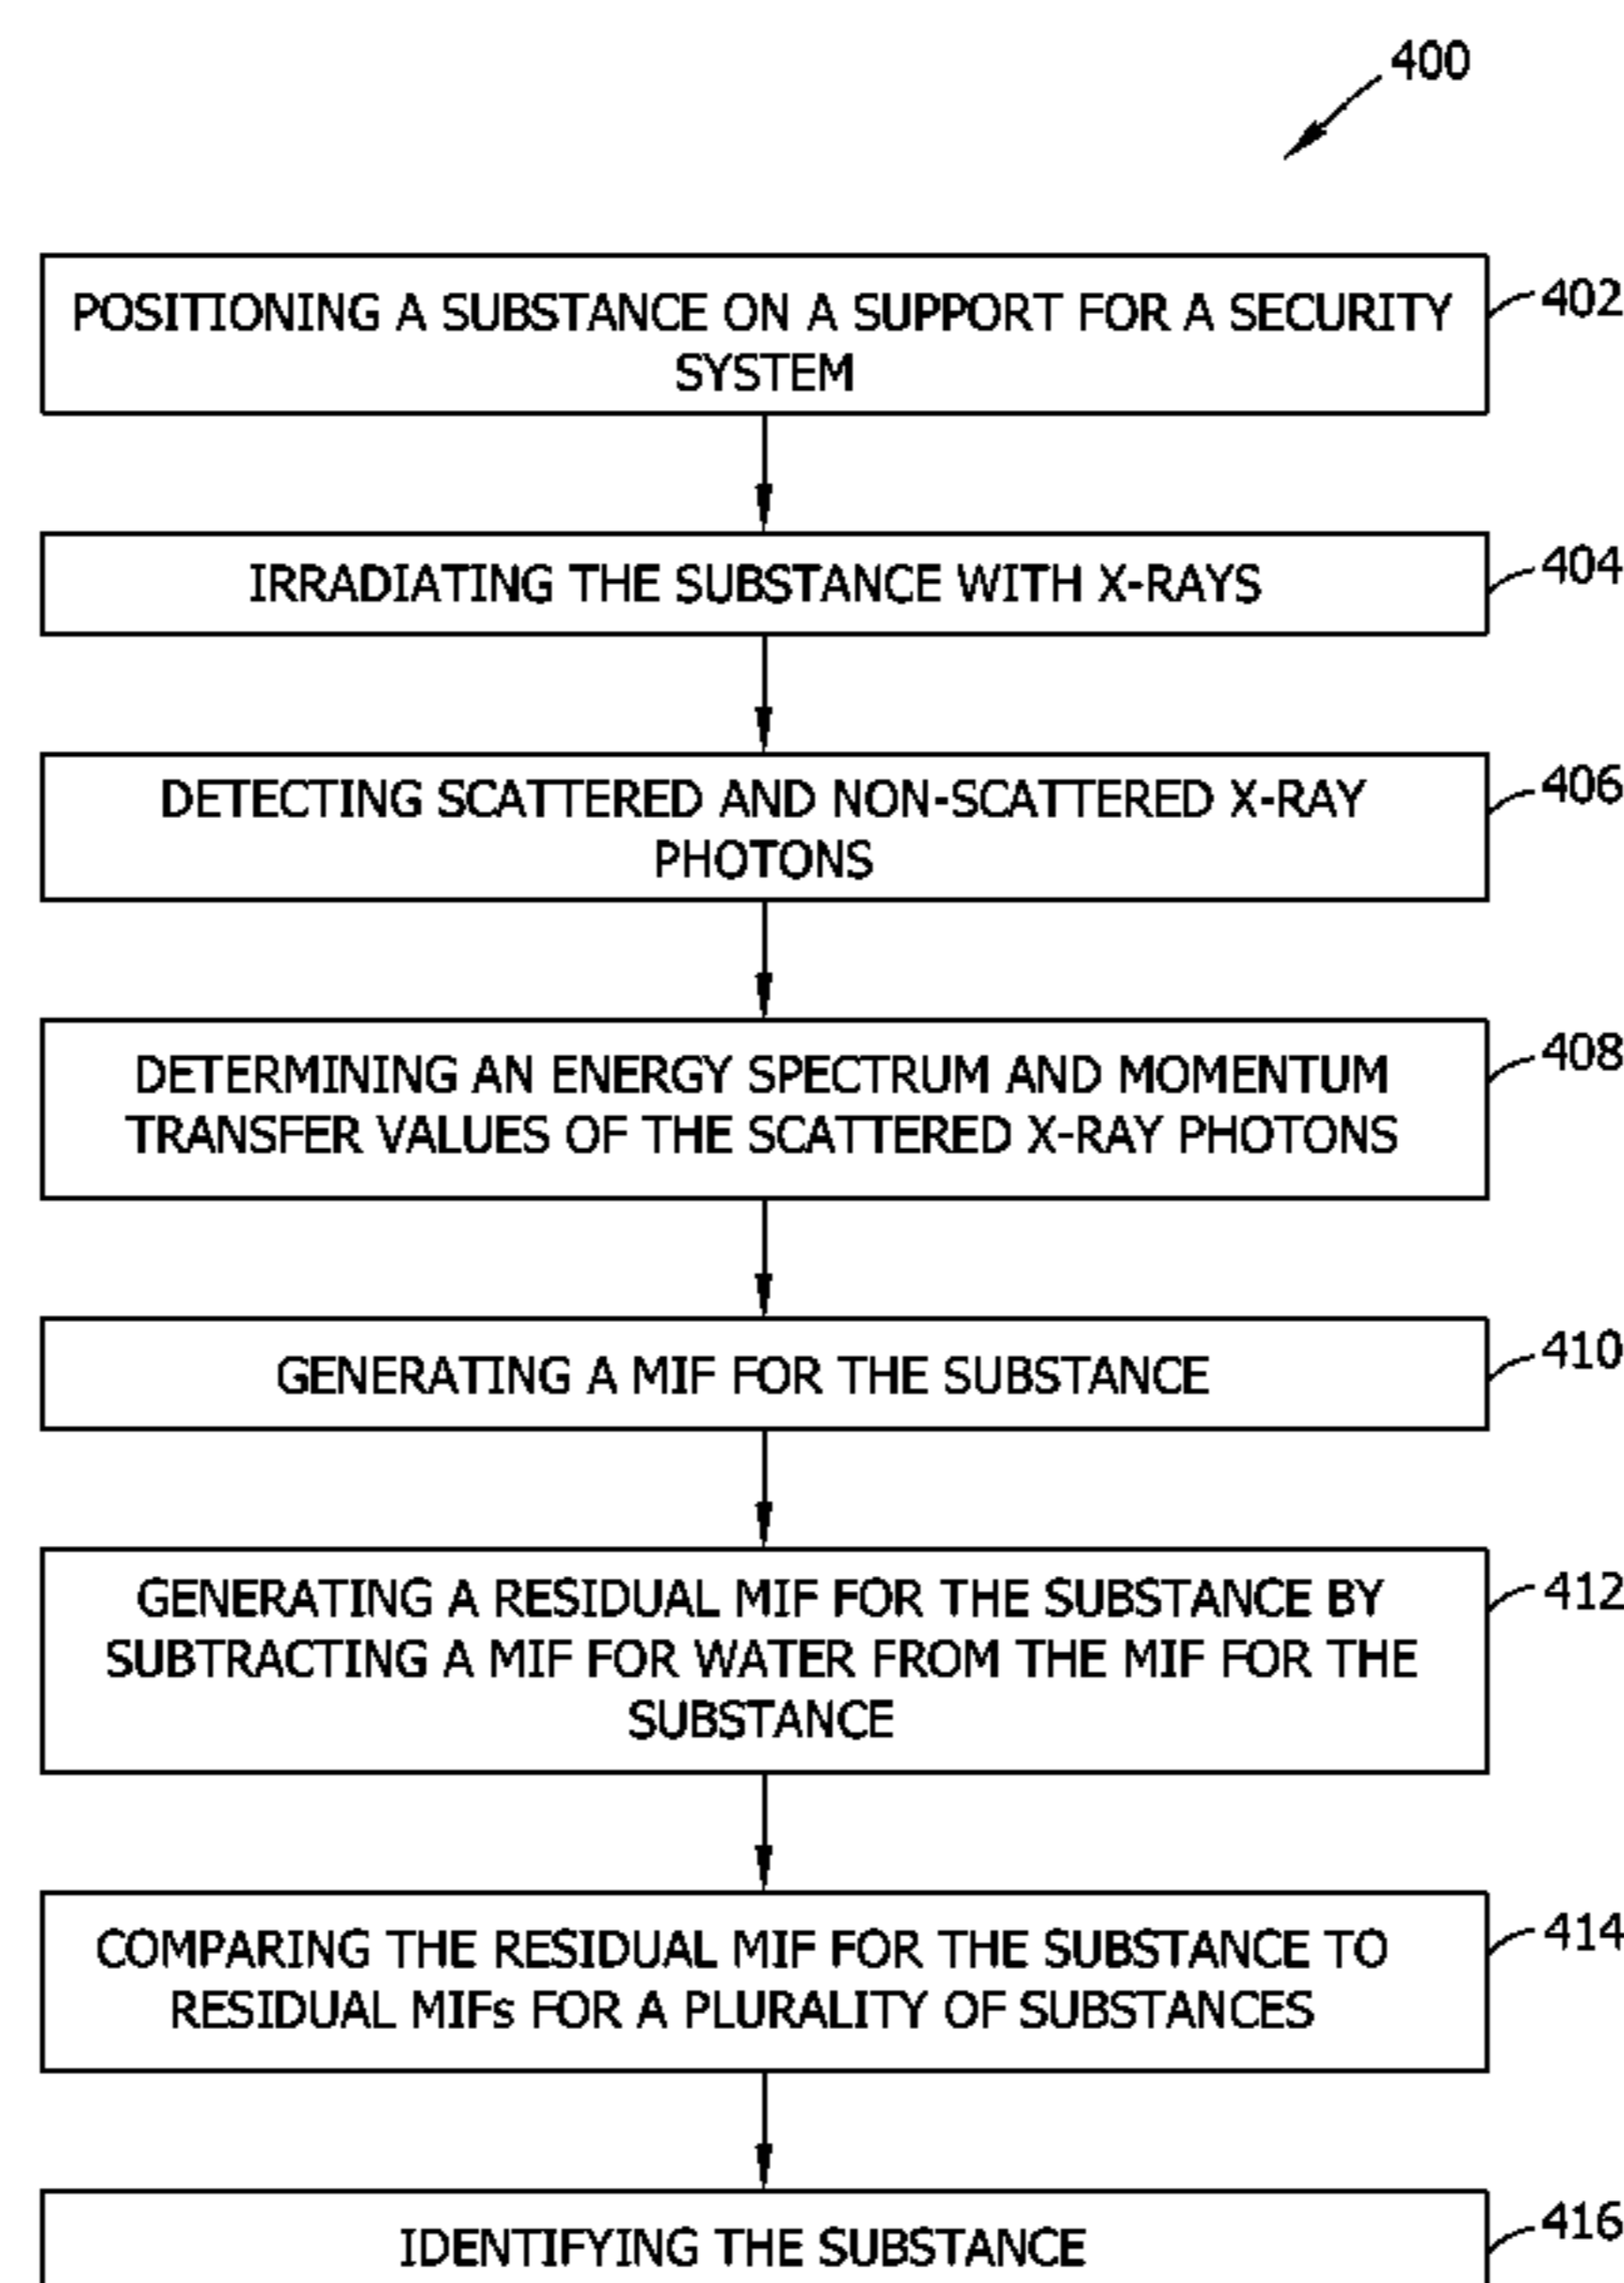 400
POSITIONING A SUBSTANCE ON A SUPPORT FOR A SECURITY
SYSTEM
402
IRRADIATING THE SUBSTANCE WITH X-RAYS
404
DETECTING SCATTERED AND NON-SCATTERED X-RAY
PHOTONS
406
DETERMINING AN ENERGY SPECTRUM AND MOMENTUM
TRANSFER VALUES OF THE SCATTERED X-RAY PHOTONS
408
GENERATING A MIF FOR THE SUBSTANCE
410
GENERATING A RESIDUAL MIF FOR THE SUBSTANCE BY
SUBTRACTING A MIF FOR WATER FROM THE MIF FOR THE
SUBSTANCE
412
COMPARING THE RESIDUAL MIF FOR THE SUBSTANCE TO
RESIDUAL MIFs FOR A PLURALITY OF SUBSTANCES
414
IDENTIFYING THE SUBSTANCE
416